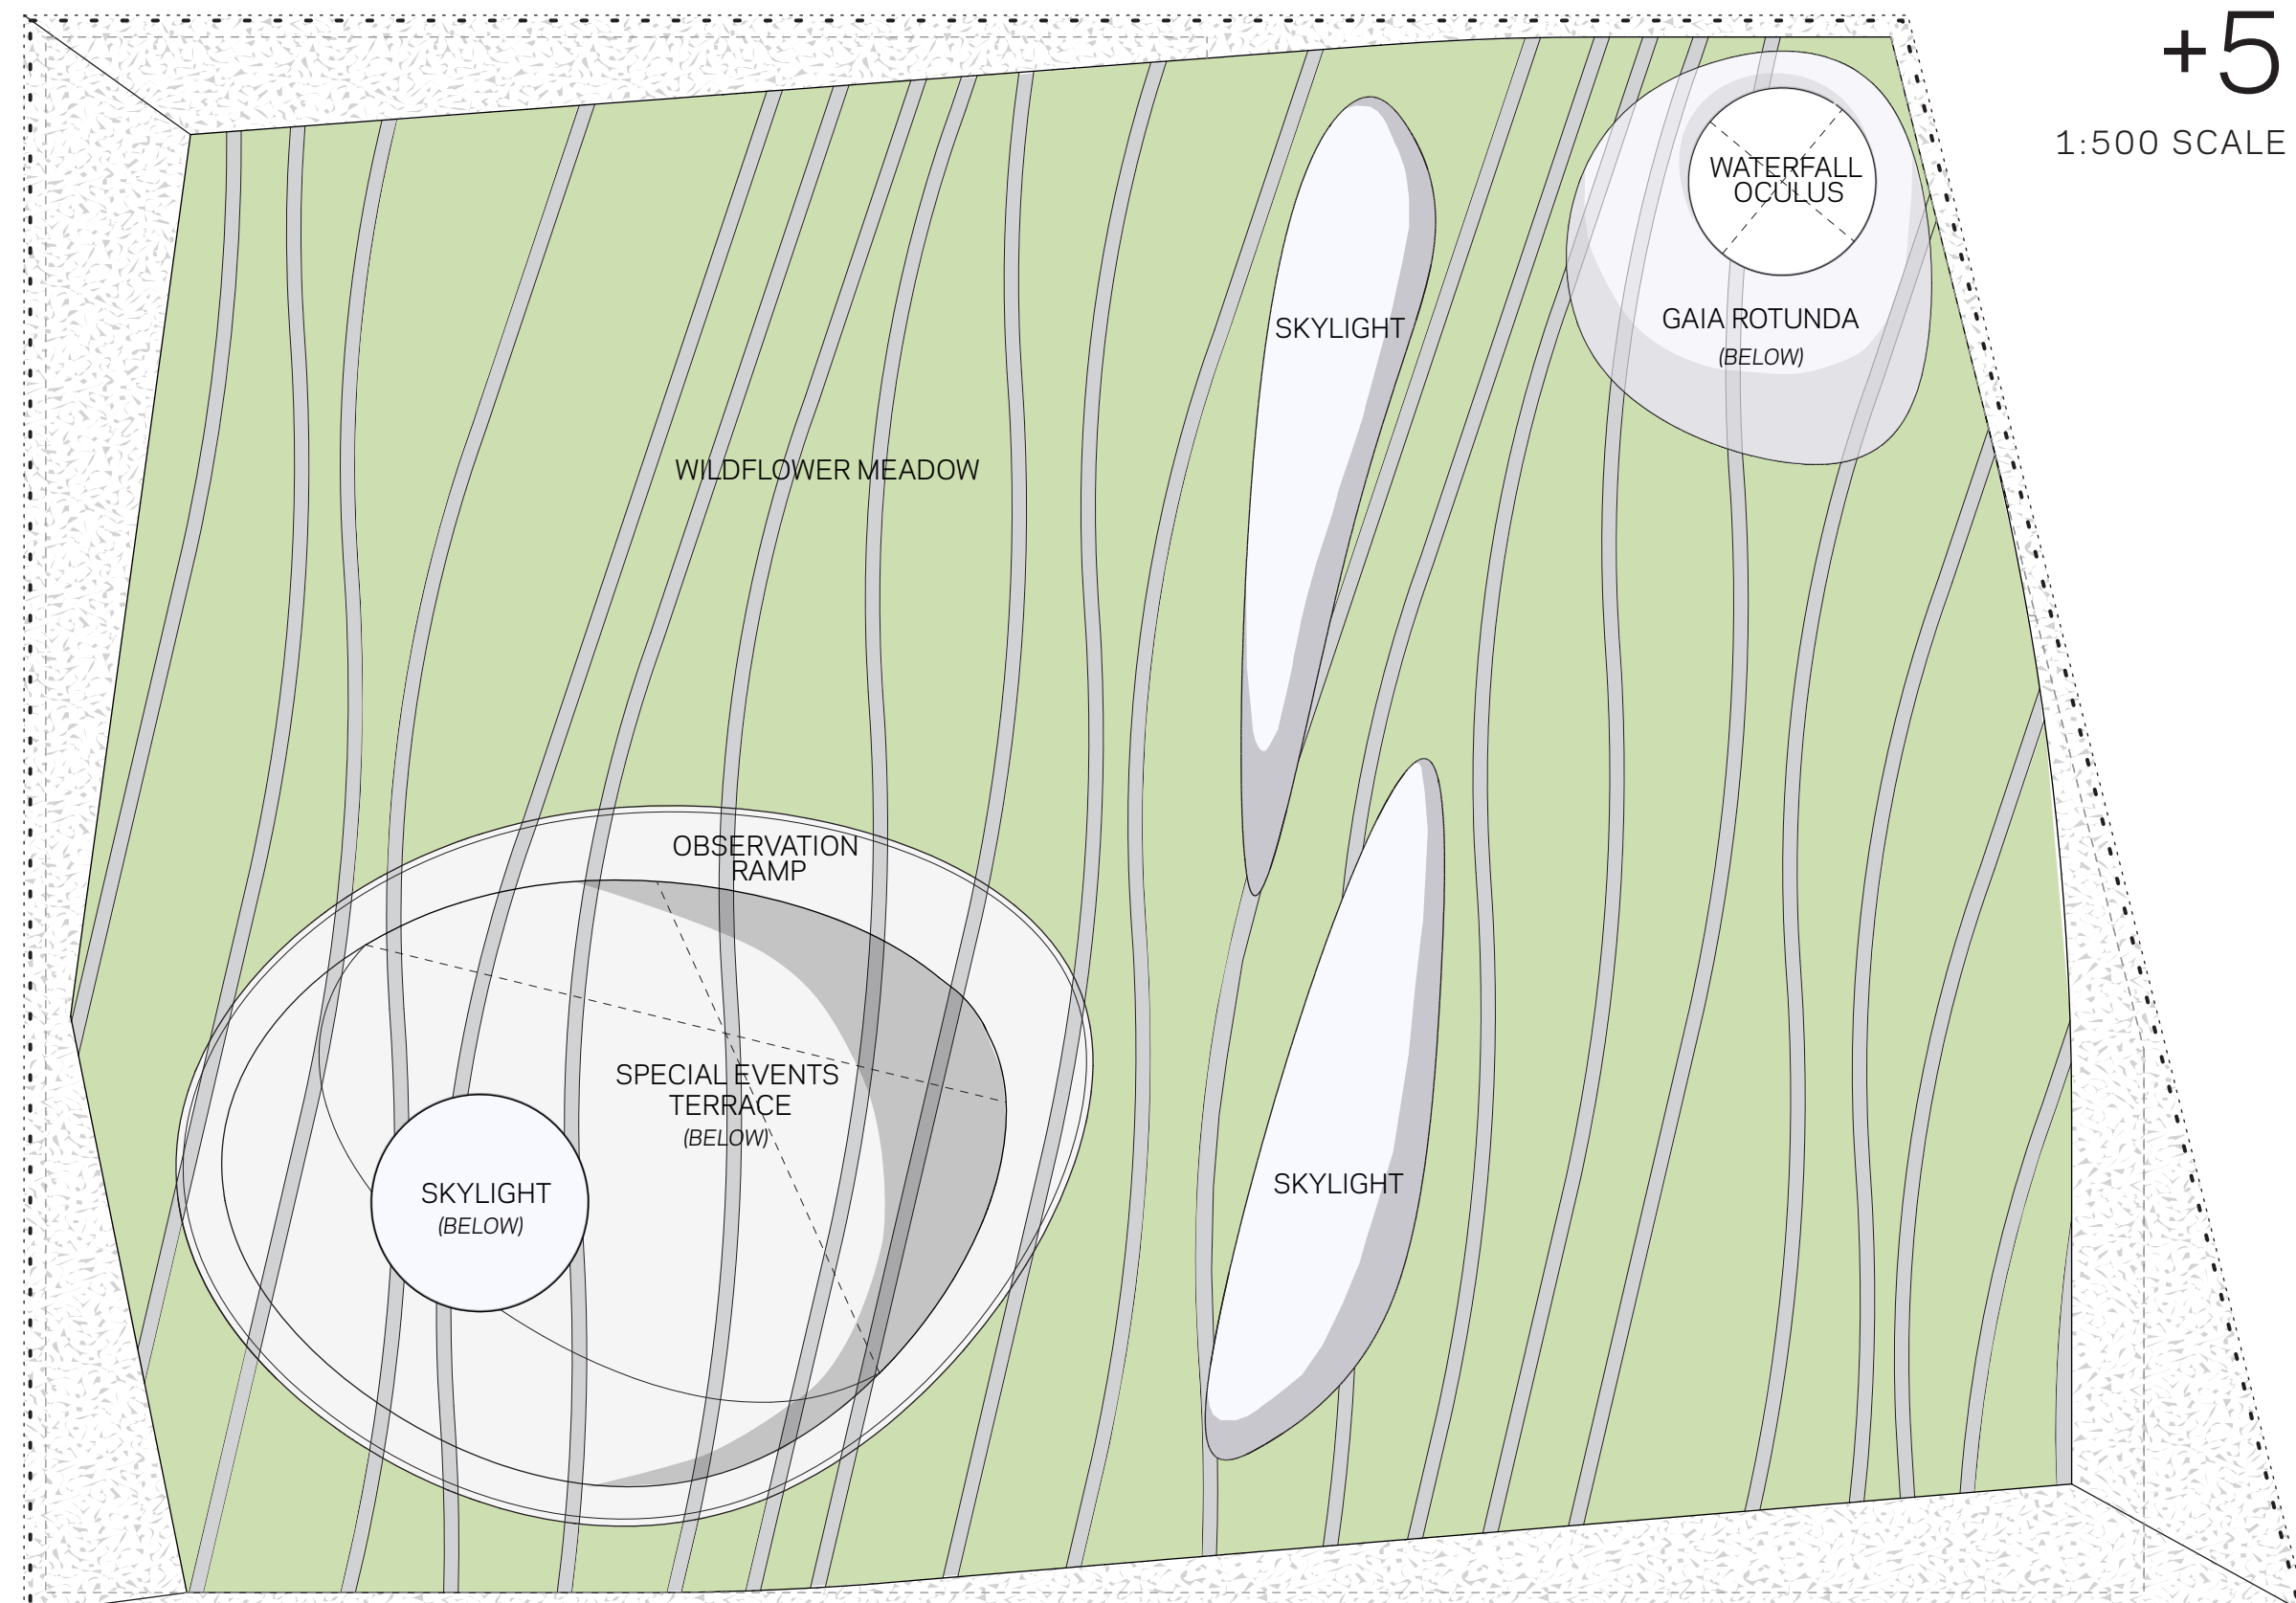 +5
1:500 SCALE
WATERFALL
OCULUS
GAIA ROTUNDA
(BELOW)
SKYLIGHT
WILDFLOWER MEADOW
OBSERVATION
RAMP
SPECIAL EVENTS
TERRACE
(BELOW)
SKYLIGHT
(BELOW)
SKYLIGHT